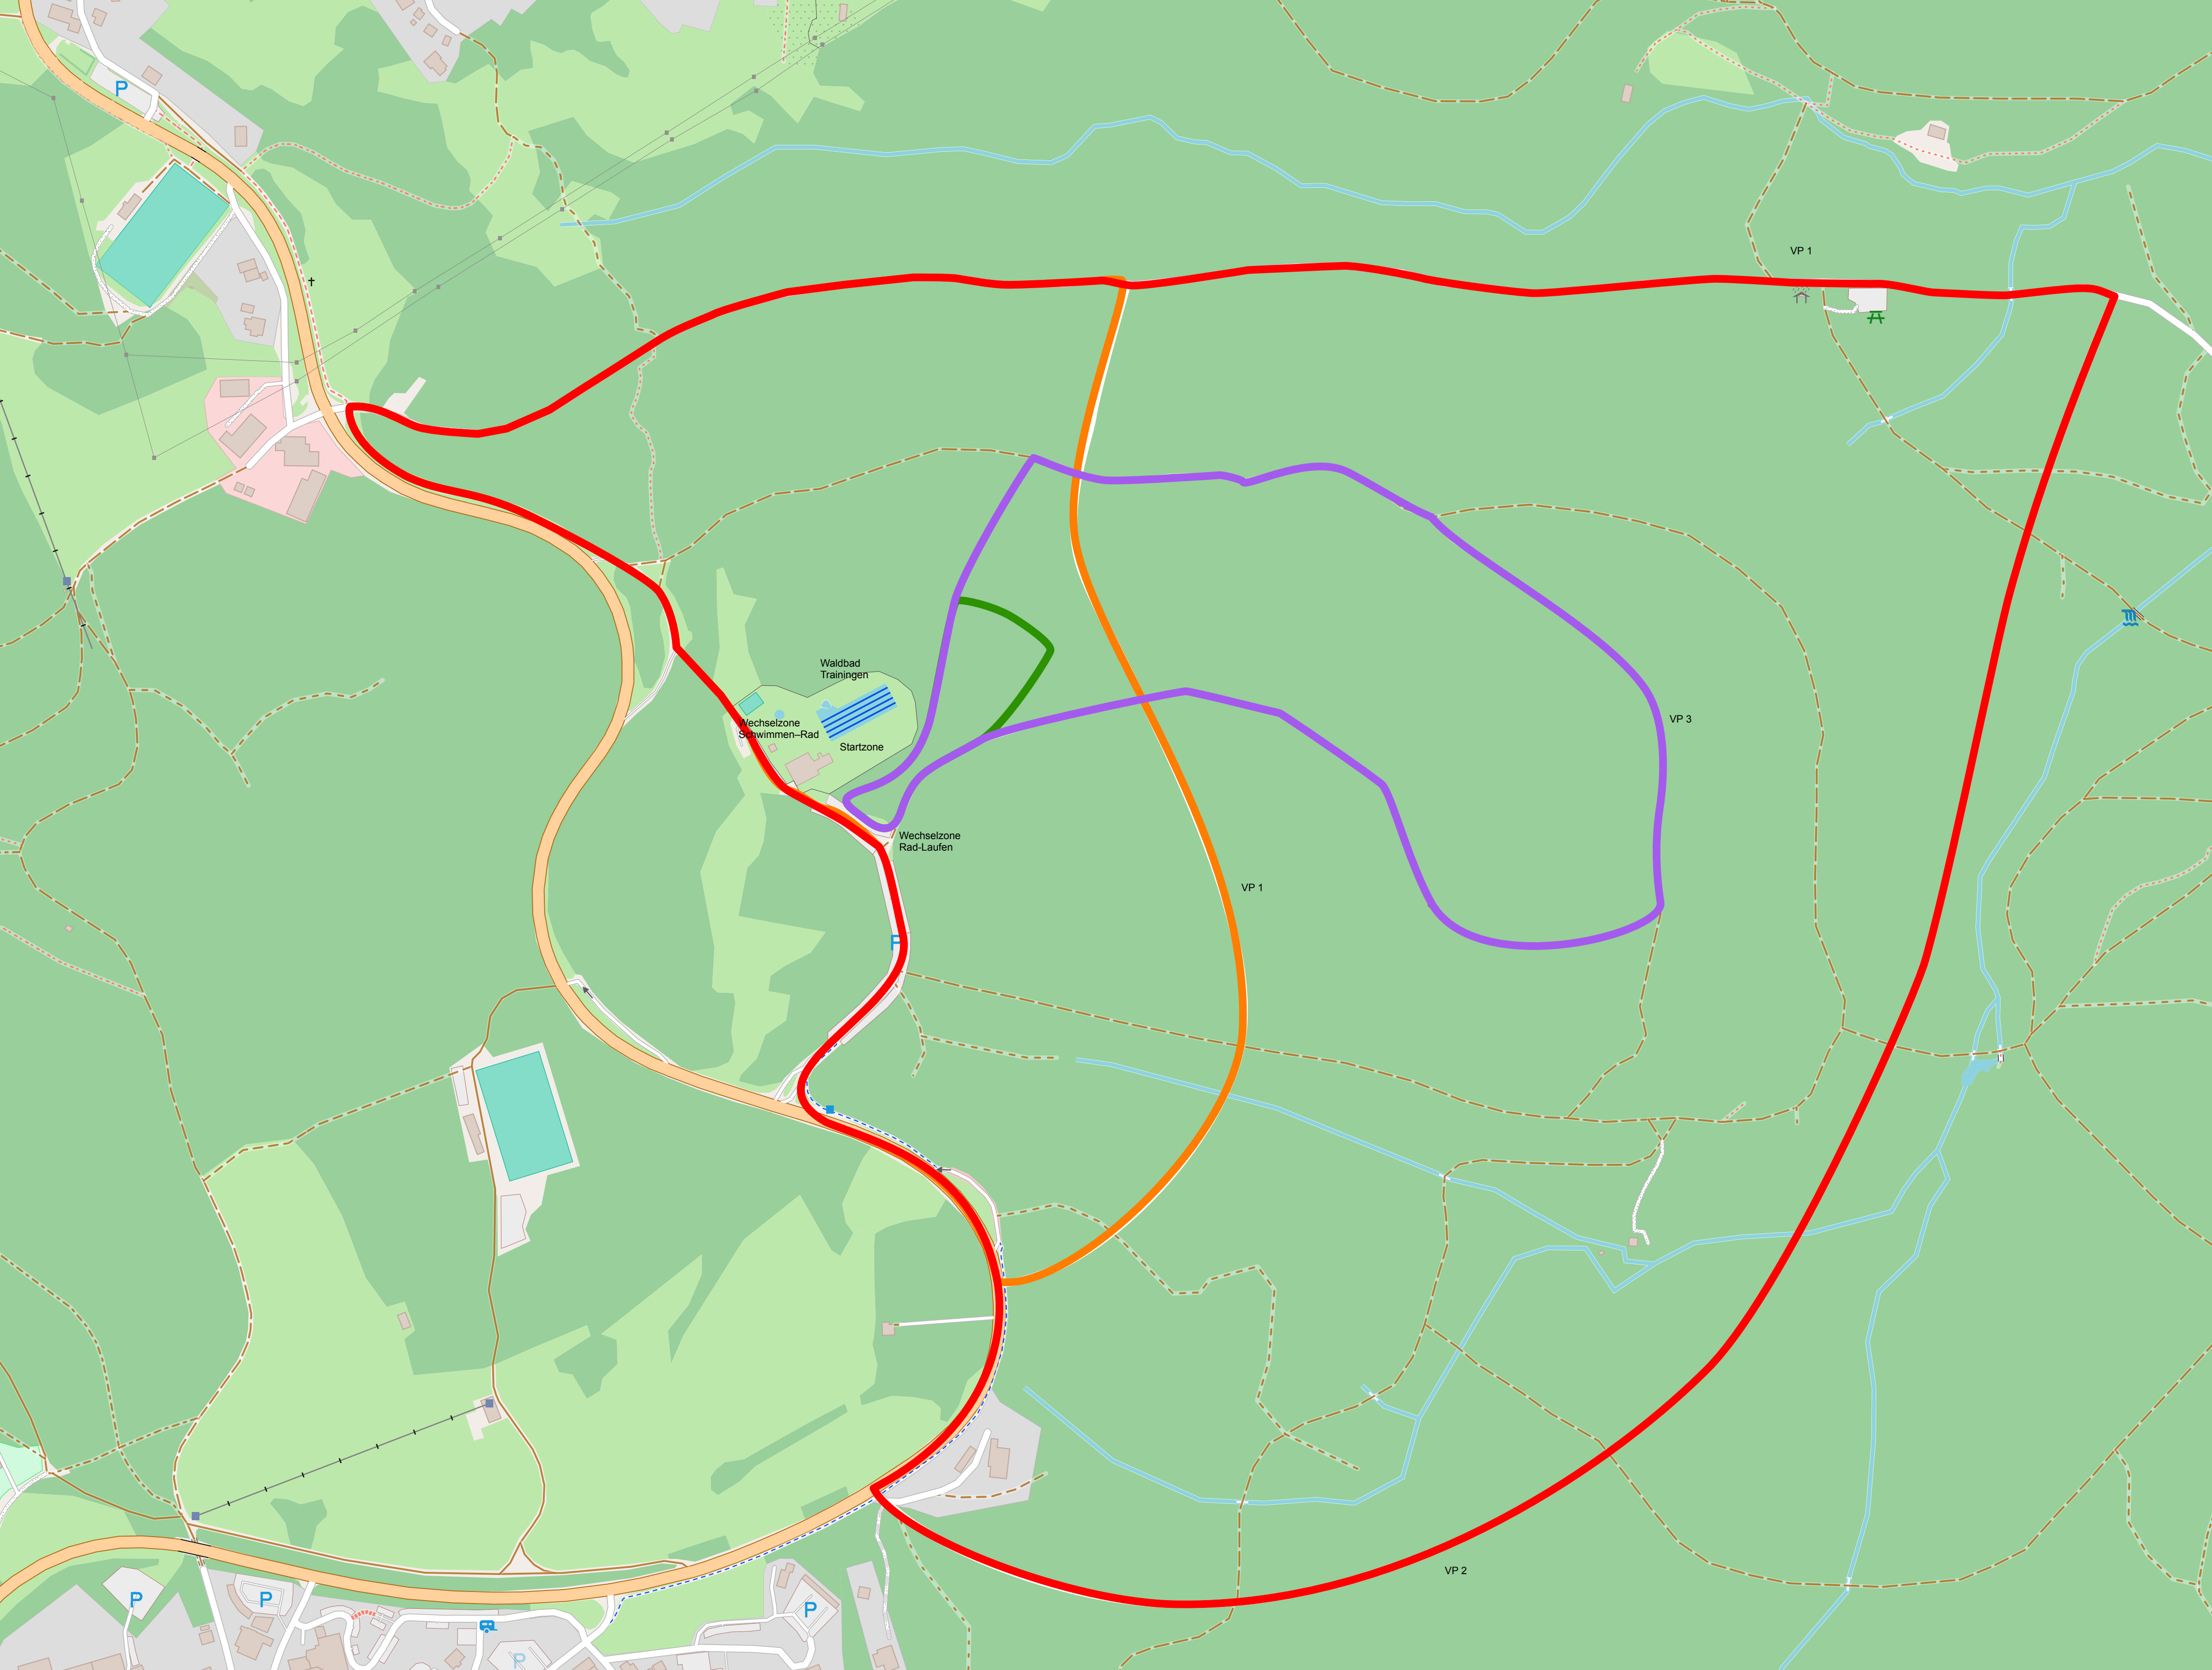 P
VP 1
Waldbad
Trainingen
VP 3
Wechselzone
Schwimmen–Rad
Startzone
Wechselzone
Rad-Laufen
VP 1
P
VP 2
P
P
P
P